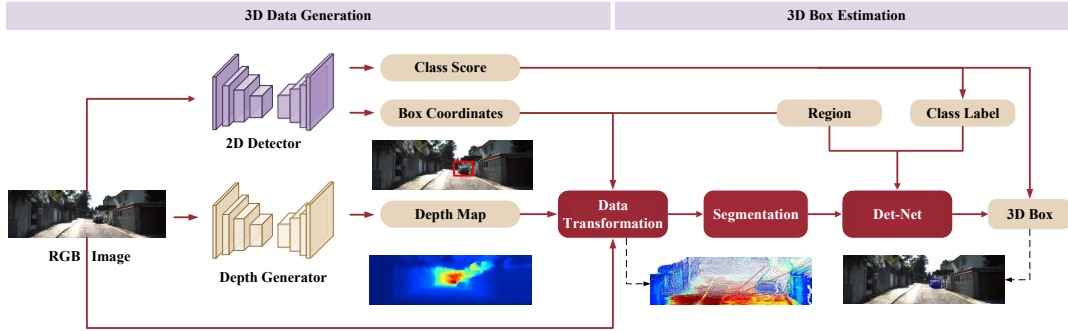 3D Data Generation
3D Box Estimation
Class Score
Box Coordinates
Region
Class Label
2D Detector
Depth Map
Data
Transformation
Segmentation
Det-Net
3D Box
RGB Image
Depth Generator